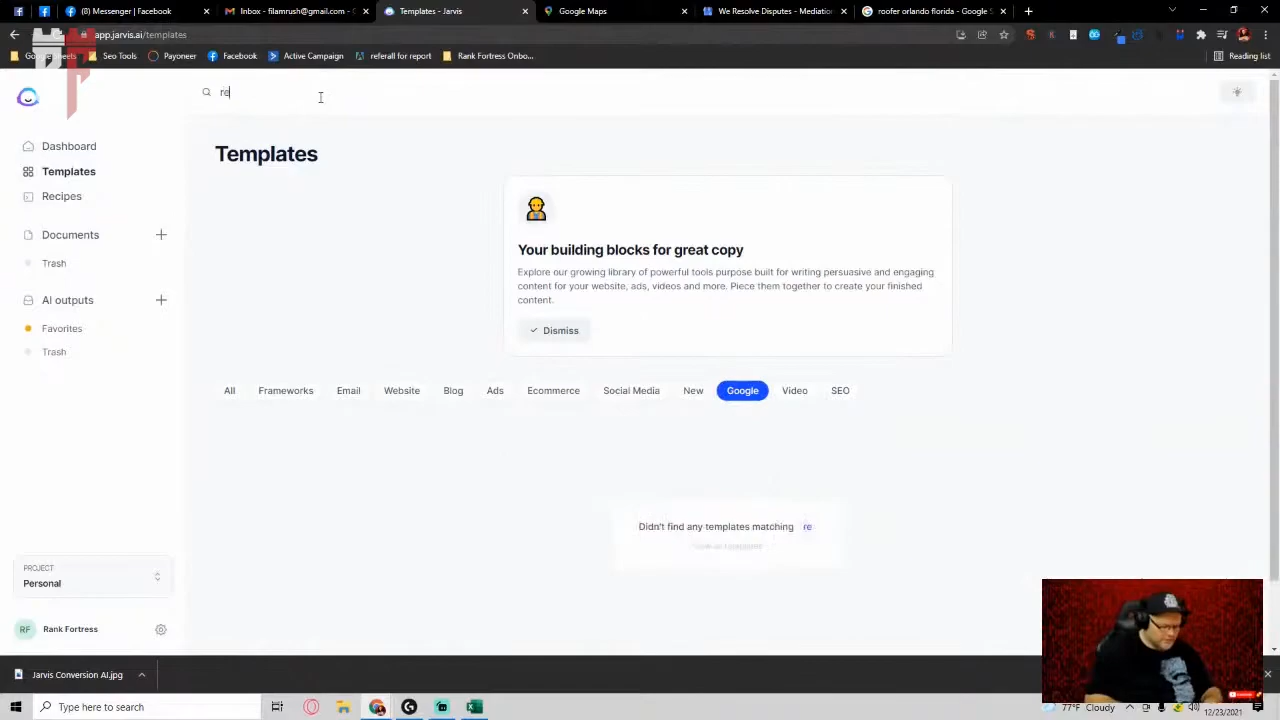 Messenger | Facebook
Gmail - filamrush@gmail.com -
Templates - Jarvis
Google Maps
We Resolve Disputes - Mediation
roofer orlando florida - Google S
app.jarvis.ai/templates
Google Sheets
SEO Tools
Payoneer
Facebook
Active Campaign
referall for report
Rank Fortress Onbo...
Reading list
re
Dashboard
Templates
Recipes
Documents
Trash
AI outputs
Favorites
Trash
PROJECT
Personal
RF Rank Fortress
Templates
Your building blocks for great copy
Explore our growing library of powerful tools purpose built for writing persuasive and engaging
content for your website, ads, videos and more. Piece them together to create your finished
content.
Dismiss
All Frameworks Email Website Blog Ads Ecommerce Social Media New Google Video SEO
Didn't find any templates matching re
Jarvis Conversion AI.jpg
Type here to search
77°F Cloudy
12/23/2021